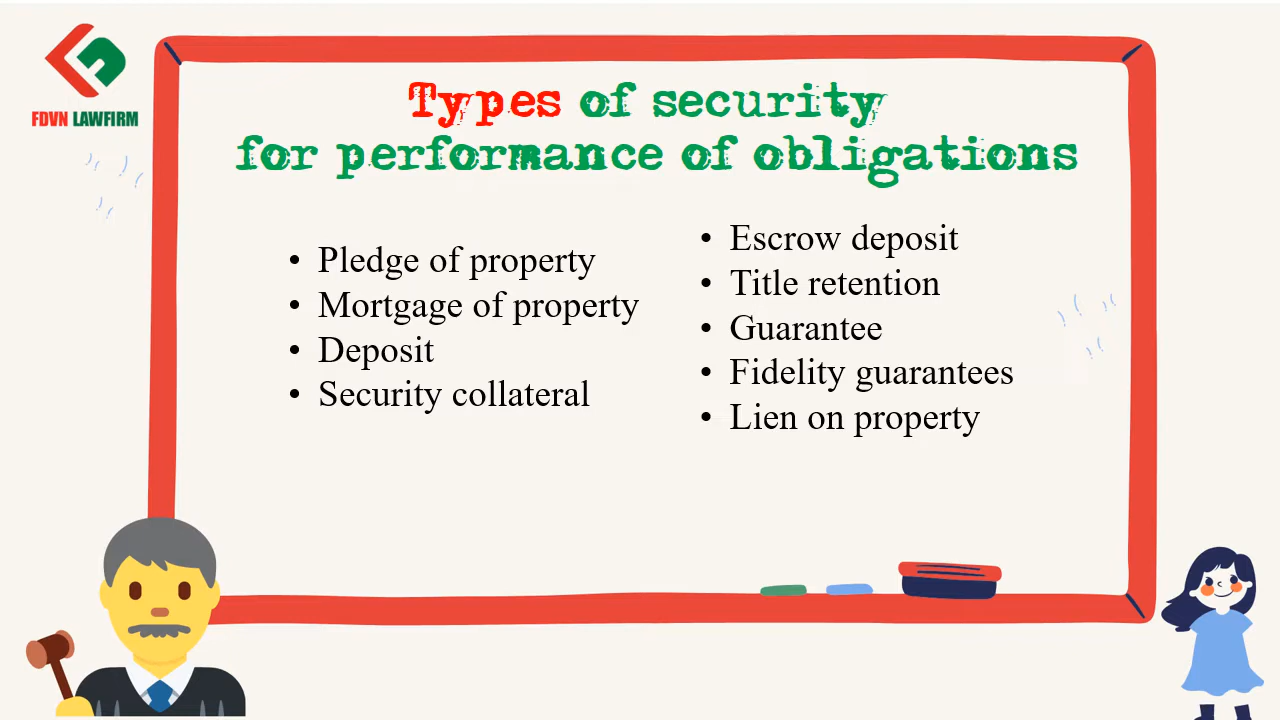 FDVN LAWFIRM
Types of security
for performance of obligations
• Pledge of property
• Mortgage of property
• Deposit
• Security collateral
• Escrow deposit
• Title retention
• Guarantee
• Fidelity guarantees
• Lien on property